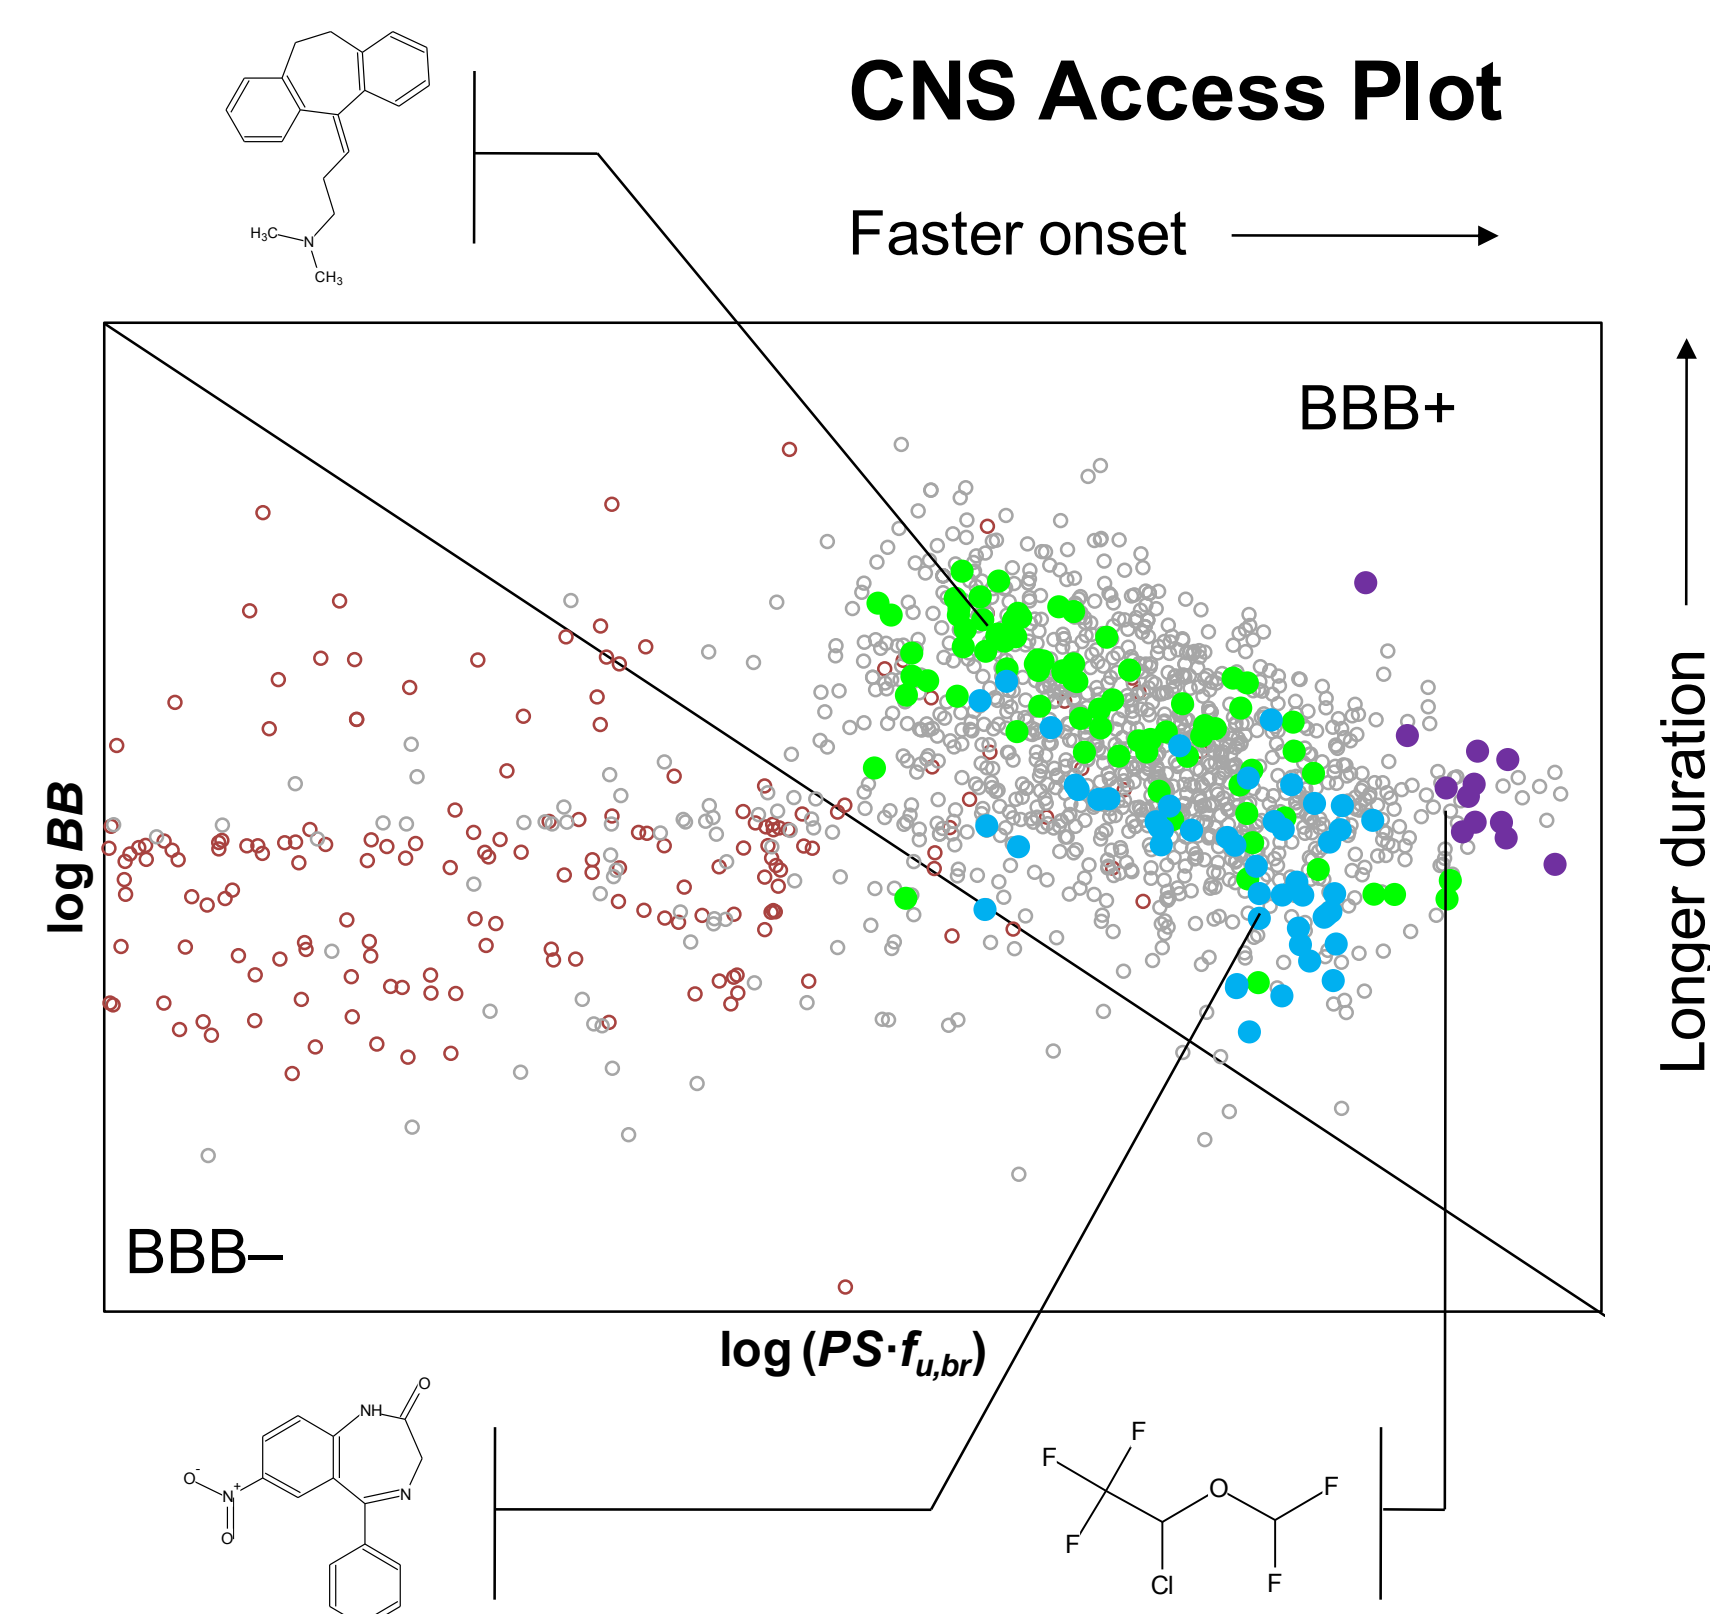 CNS Access Plot
Faster onset
H₃C
N
CH₃
BBB+
Longer duration
log BB
BBB–
log (PS·fu,br)
O
NH
N
O-
N+
O
F
F
F
O
F
Cl
F